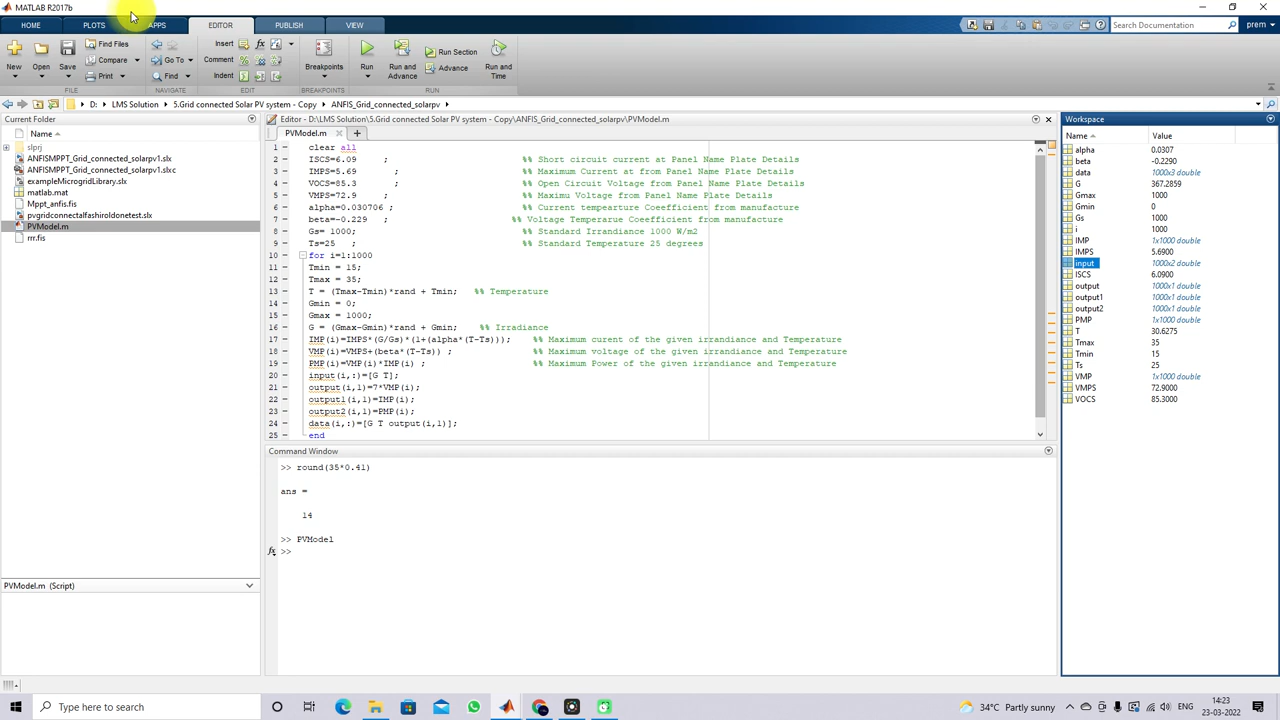 MATLAB R2017b
HOME PLOTS APPS EDITOR PUBLISH VIEW
Search Documentation prem
New Open Save Find Files Compare Print Go To Find Insert Comment Indent Breakpoints Run Run and Advance Run Section Advance Run and Time
FILE NAVIGATE EDIT BREAKPOINTS RUN
D: LMS Solution 5.Grid connected Solar PV system - Copy ANFIS_Grid_connected_solarpv
Current Folder
Name
slprj
ANFISMPPT_Grid_connected_solarpv1.slx
ANFISMPPT_Grid_connected_solarpv1.slxc
exampleMicrogridLibrary.slx
matlab.mat
Mppt_anfis.fis
pvgridconnectalfashiroldonetest.slx
PVModel.m
rrr.fis
PVModel.m (Script)
Editor - D:\LMS Solution\5.Grid connected Solar PV system - Copy\ANFIS_Grid_connected_solarpv\PVModel.m
PVModel.m
1 – clear all
2 – ISCS=6.09 ; %% Short circuit current at Panel Name Plate Details
3 – IMPS=5.69 ; %% Maximum Current at from Panel Name Plate Details
4 – VOCS=85.3 ; %% Open Circuit Voltage from Panel Name Plate Details
5 – VMPS=72.9 ; %% Maximu Voltage from Panel Name Plate Details
6 – alpha=0.030706 ; %% Current tempearture Coeefficient from manufacture
7 – beta=-0.229 ; %% Voltage Temperarue Coeefficient from manufacture
8 – Gs= 1000; %% Standard Irrandiance 1000 W/m2
9 – Ts=25 ; %% Standard Temperature 25 degrees
10 – for i=1:1000
11 – Tmin = 15;
12 – Tmax = 35;
13 – T = (Tmax-Tmin)*rand + Tmin; %% Temperature
14 – Gmin = 0;
15 – Gmax = 1000;
16 – G = (Gmax-Gmin)*rand + Gmin; %% Irradiance
17 – IMP(i)=IMPS*(G/Gs)*(1+(alpha*(T-Ts))); %% Maximum curent of the given irrandiance and Temperature
18 – VMP(i)=VMPS+(beta*(T-Ts)) ; %% Maximum voltage of the given irrandiance and Temperature
19 – PMP(i)=VMP(i)*IMP(i) ; %% Maximum Power of the given irrandiance and Temperature
20 – input(i,:)=[G T];
21 – output(i,1)=7*VMP(i);
22 – output1(i,1)=IMP(i);
23 – output2(i,1)=PMP(i);
24 – data(i,:)=[G T output(i,1)];
25 – end
Command Window
>> round(35*0.41)
ans =
14
>> PVModel
fx >>
Workspace
Name Value
alpha 0.0307
beta -0.2290
data 1000x3 double
G 367.2859
Gmax 1000
Gmin 0
Gs 1000
i 1000
IMP 1x1000 double
IMPS 5.6900
input 1000x2 double
ISCS 6.0900
output 1000x1 double
output1 1000x1 double
output2 1000x1 double
PMP 1x1000 double
T 30.6275
Tmax 35
Tmin 15
Ts 25
VMP 1x1000 double
VMPS 72.9000
VOCS 85.3000
Type here to search
34°C Partly sunny
14:23
23-03-2022